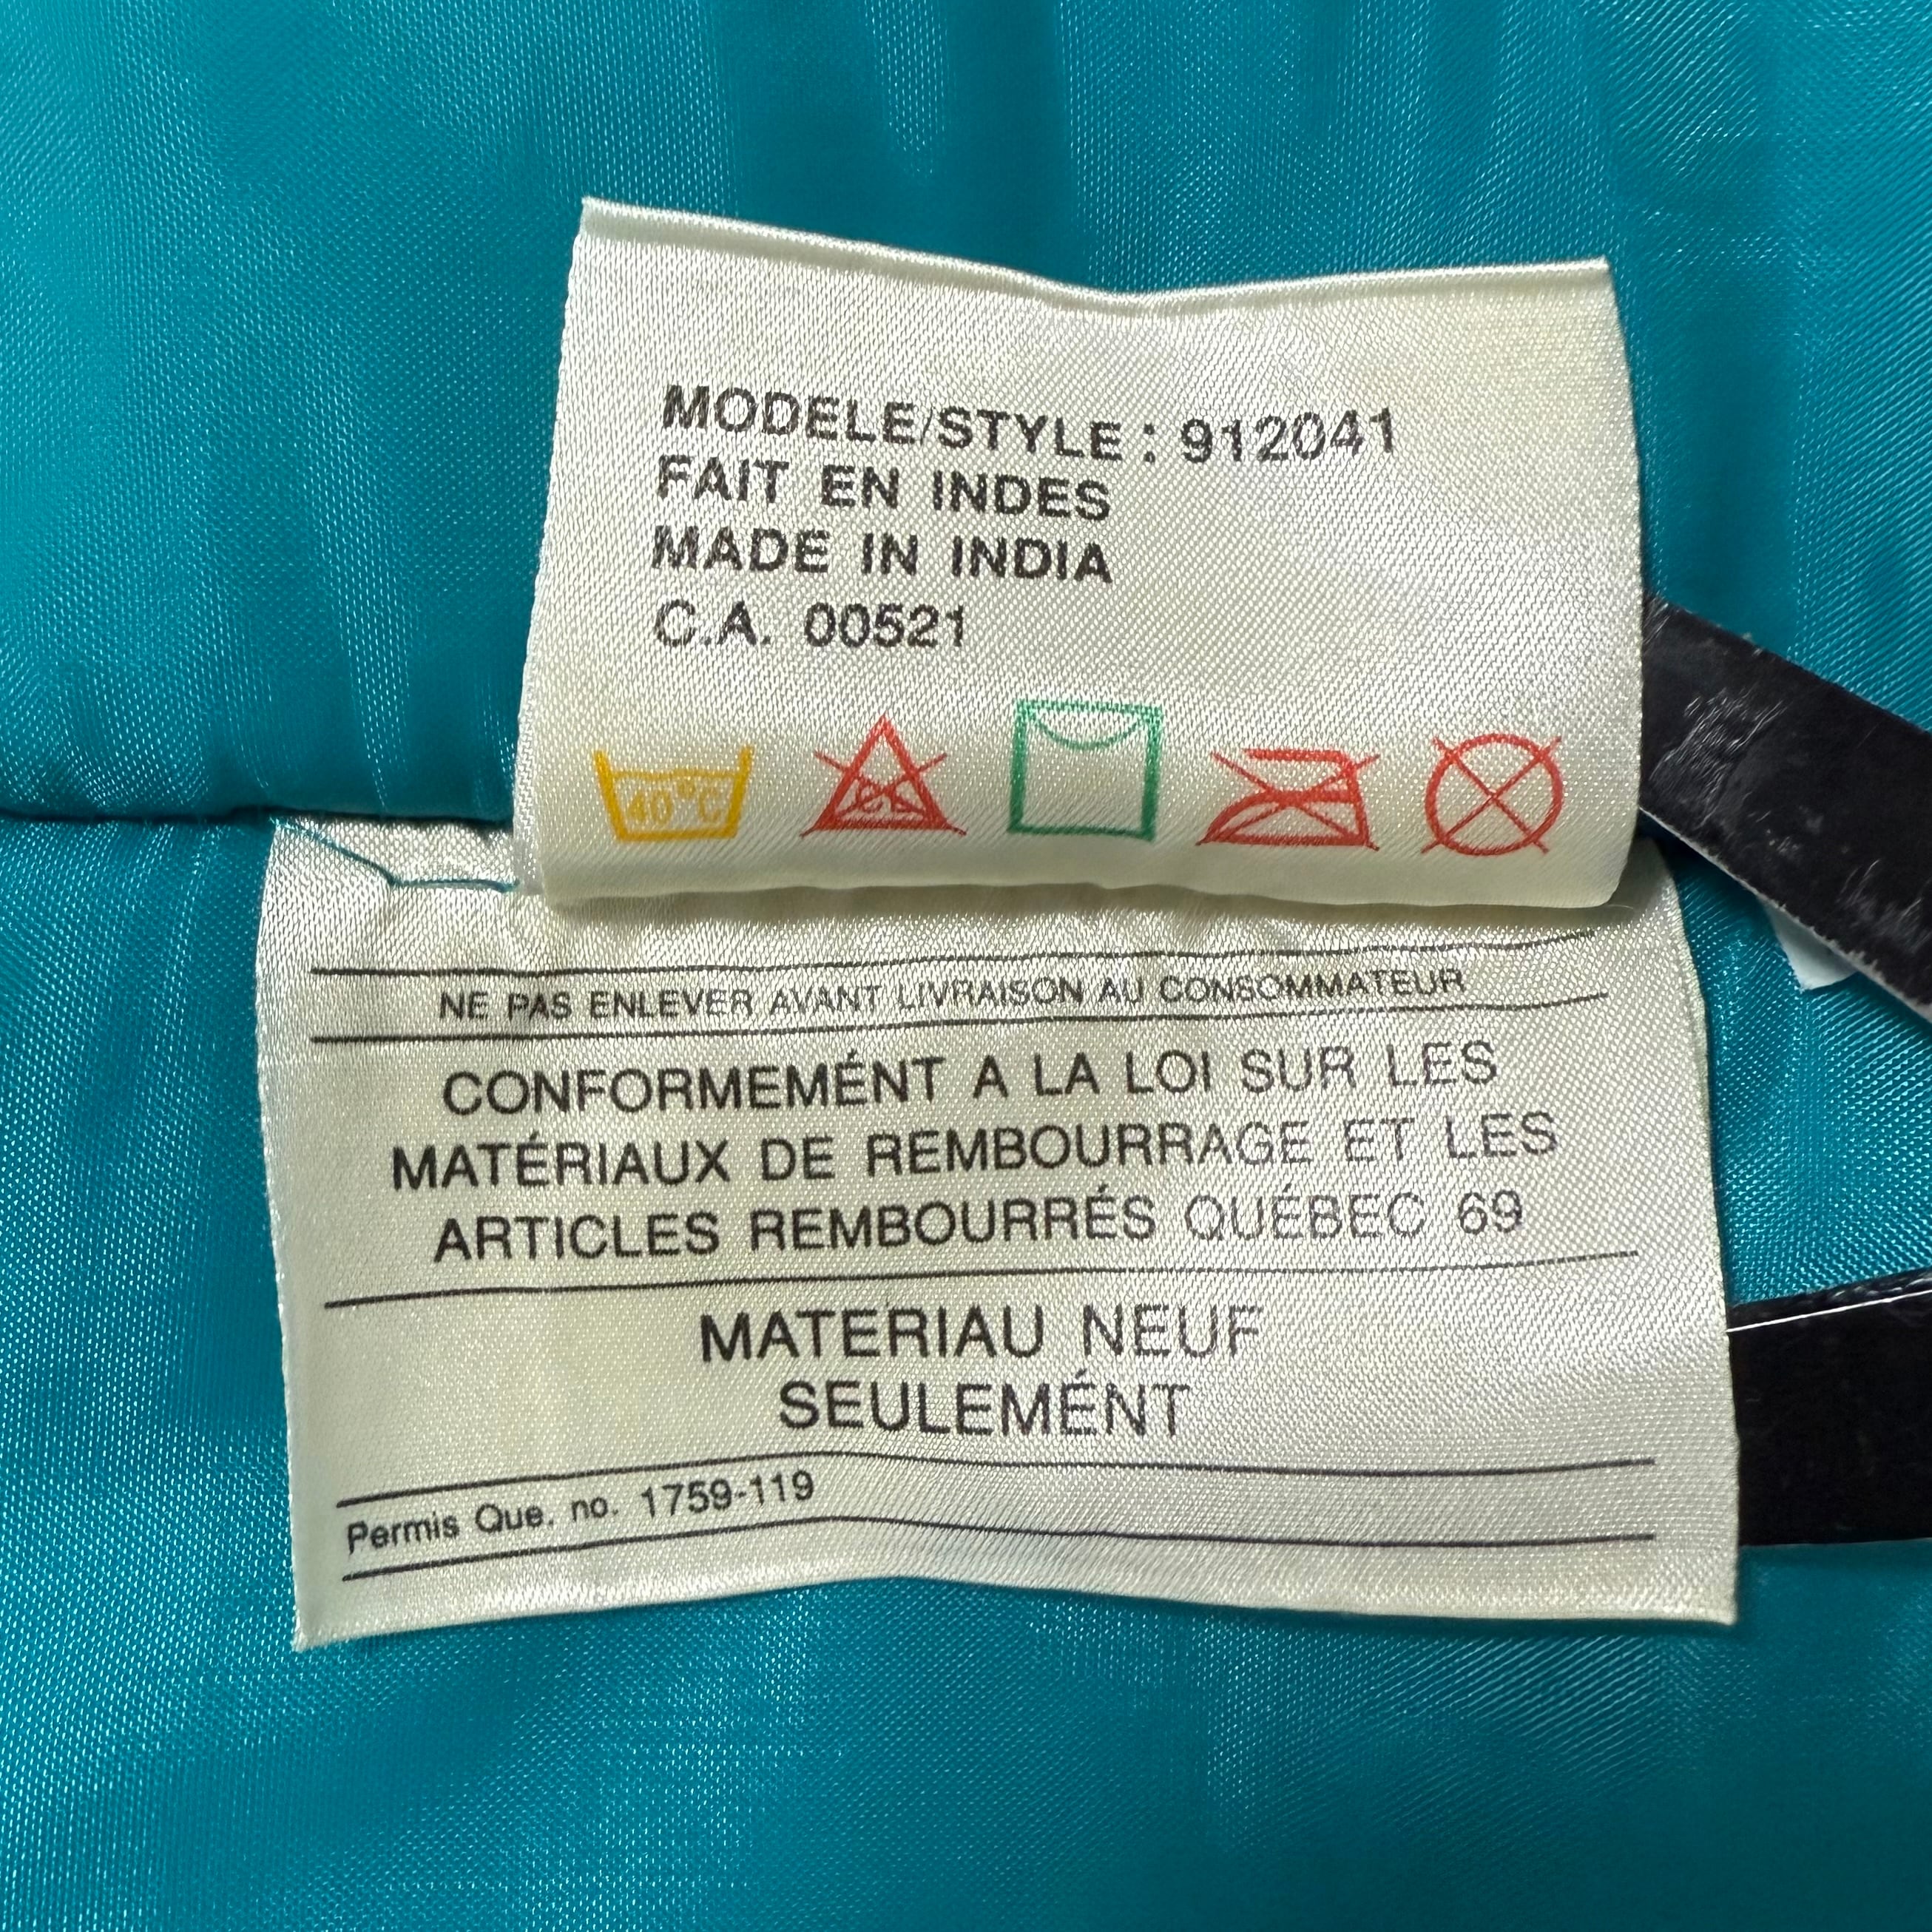 MODELE/STYLE : 912041
FAIT EN INDES
MADE IN INDIA
C.A. 00521
40°C CL
NE PAS ENLEVER AVANT LIVRAISON AU CONSOMMATEUR
CONFORMEMÉNT A LA LOI SUR LES
MATÉRIAUX DE REMBOURRAGE ET LES
ARTICLES REMBOURRÉS QUÉBEC 69
MATERIAU NEUF
SEULEMÉNT
Permis Que. no. 1759-119